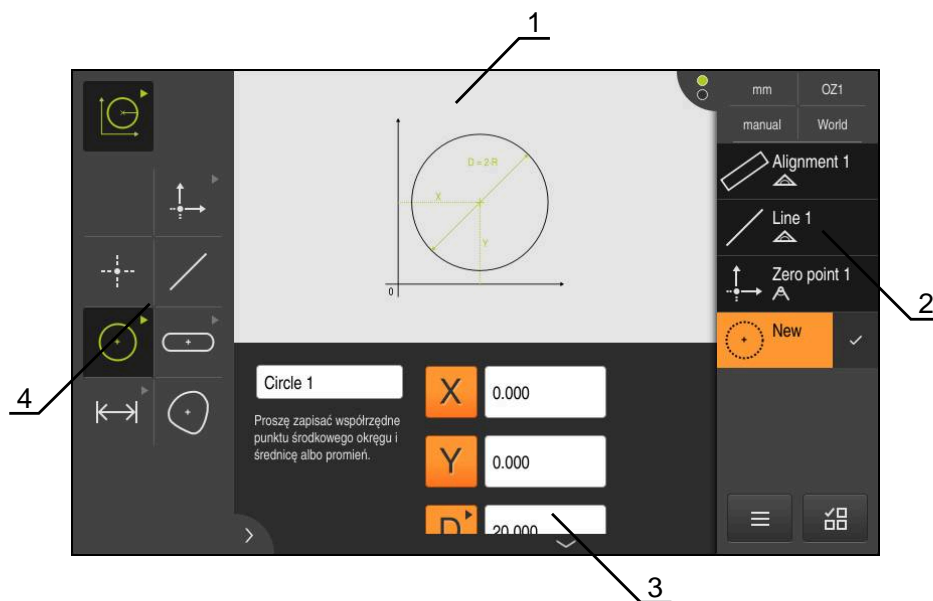 1
mm
OZ1
manual
World
D=2·R
X
Y
0
Alignment 1
Line 1
Zero point 1
New
2
4
Circle 1
Proszę zapisać współrzędne
punktu środkowego okręgu i
średnicę albo promień.
X
0.000
Y
0.000
D
20.000
3